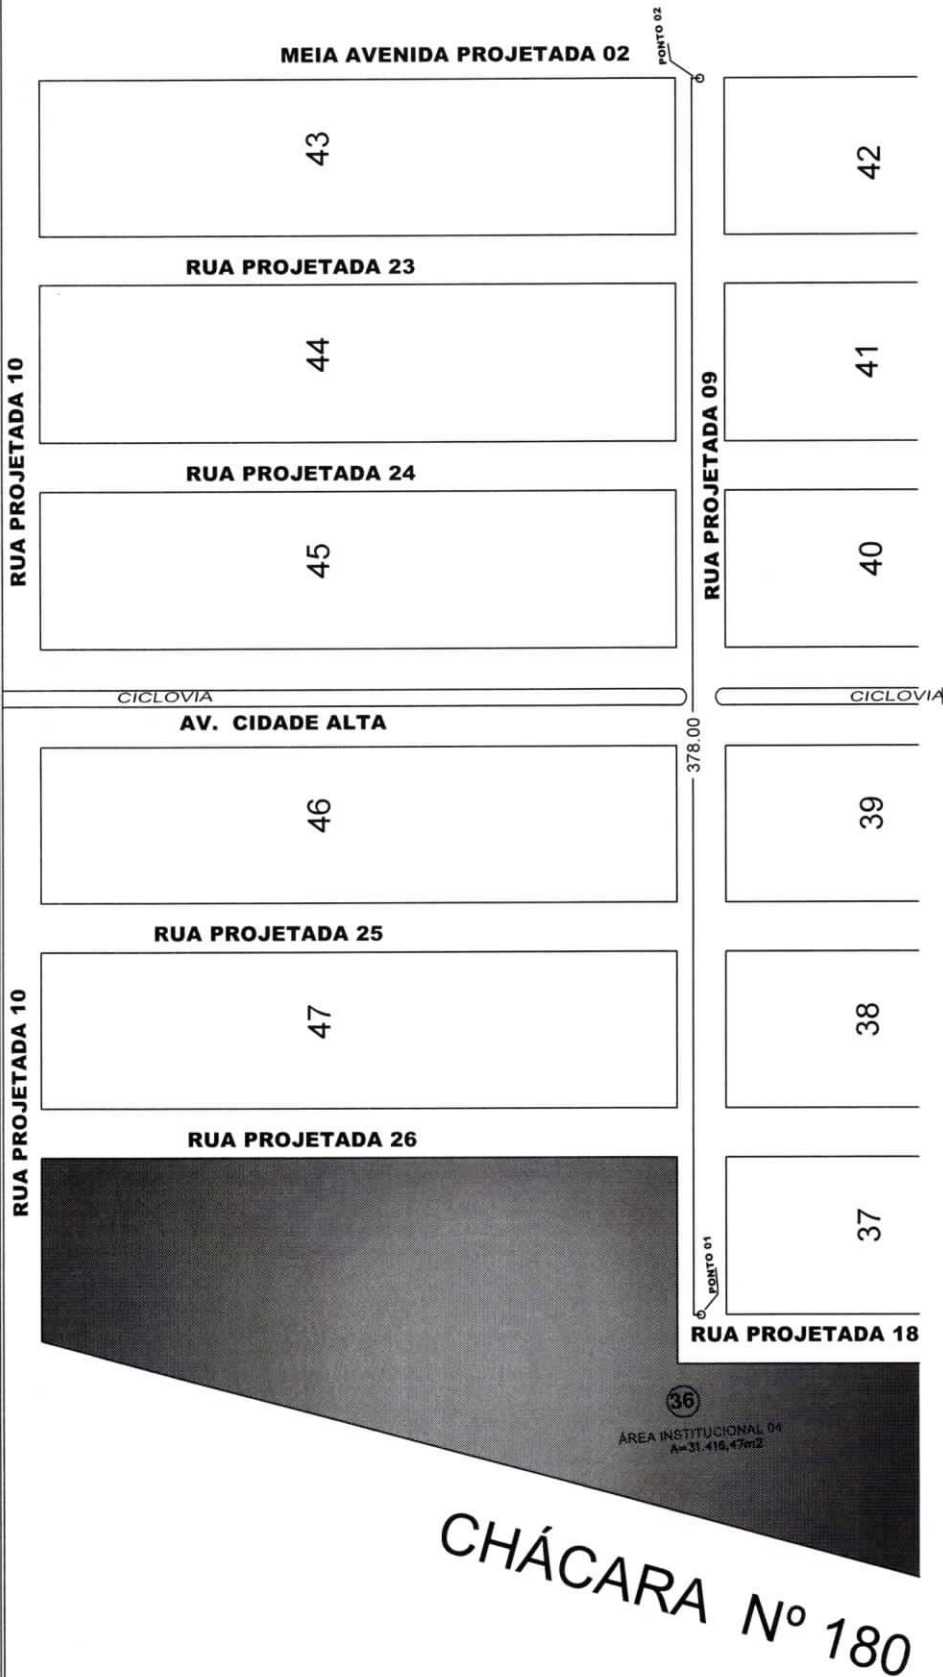 PONTO 02
MEIA AVENIDA PROJETADA 02
43
42
RUA PROJETADA 23
44
41
RUA PROJETADA 10
RUA PROJETADA 09
RUA PROJETADA 24
45
40
CICLOVIA
CICLOVIA
AV. CIDADE ALTA
378.00
46
39
RUA PROJETADA 25
47
38
RUA PROJETADA 10
RUA PROJETADA 26
37
PONTO 01
RUA PROJETADA 18
36
ÁREA INSTITUCIONAL 04
A=31.416,47m2
CHÁCARA Nº 180